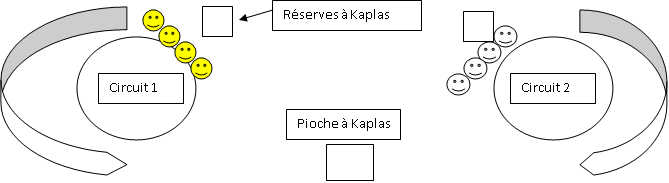 Réserves à Kaplas
Circuit 1
Circuit 2
Pioche à Kaplas